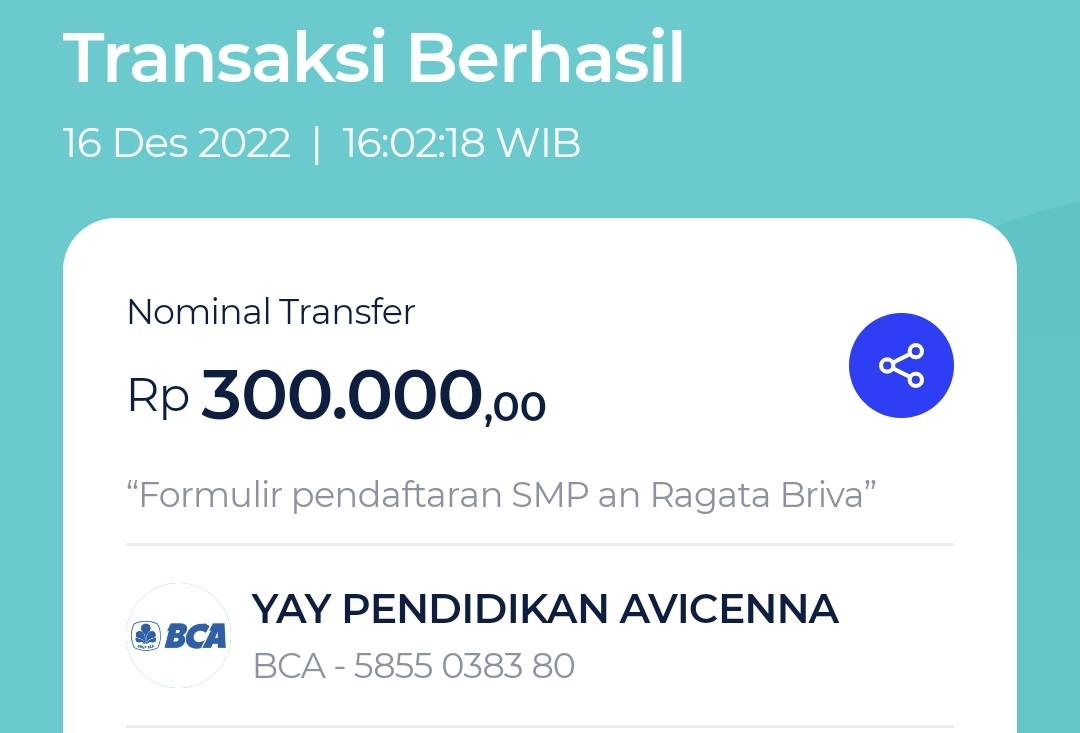 Transaksi Berhasil
16 Des 2022 | 16:02:18 WIB
Nominal Transfer
Rp 300.000,00
“Formulir pendaftaran SMP an Ragata Briva”
YAY PENDIDIKAN AVICENNA
BCA
BCA - 5855 0383 80